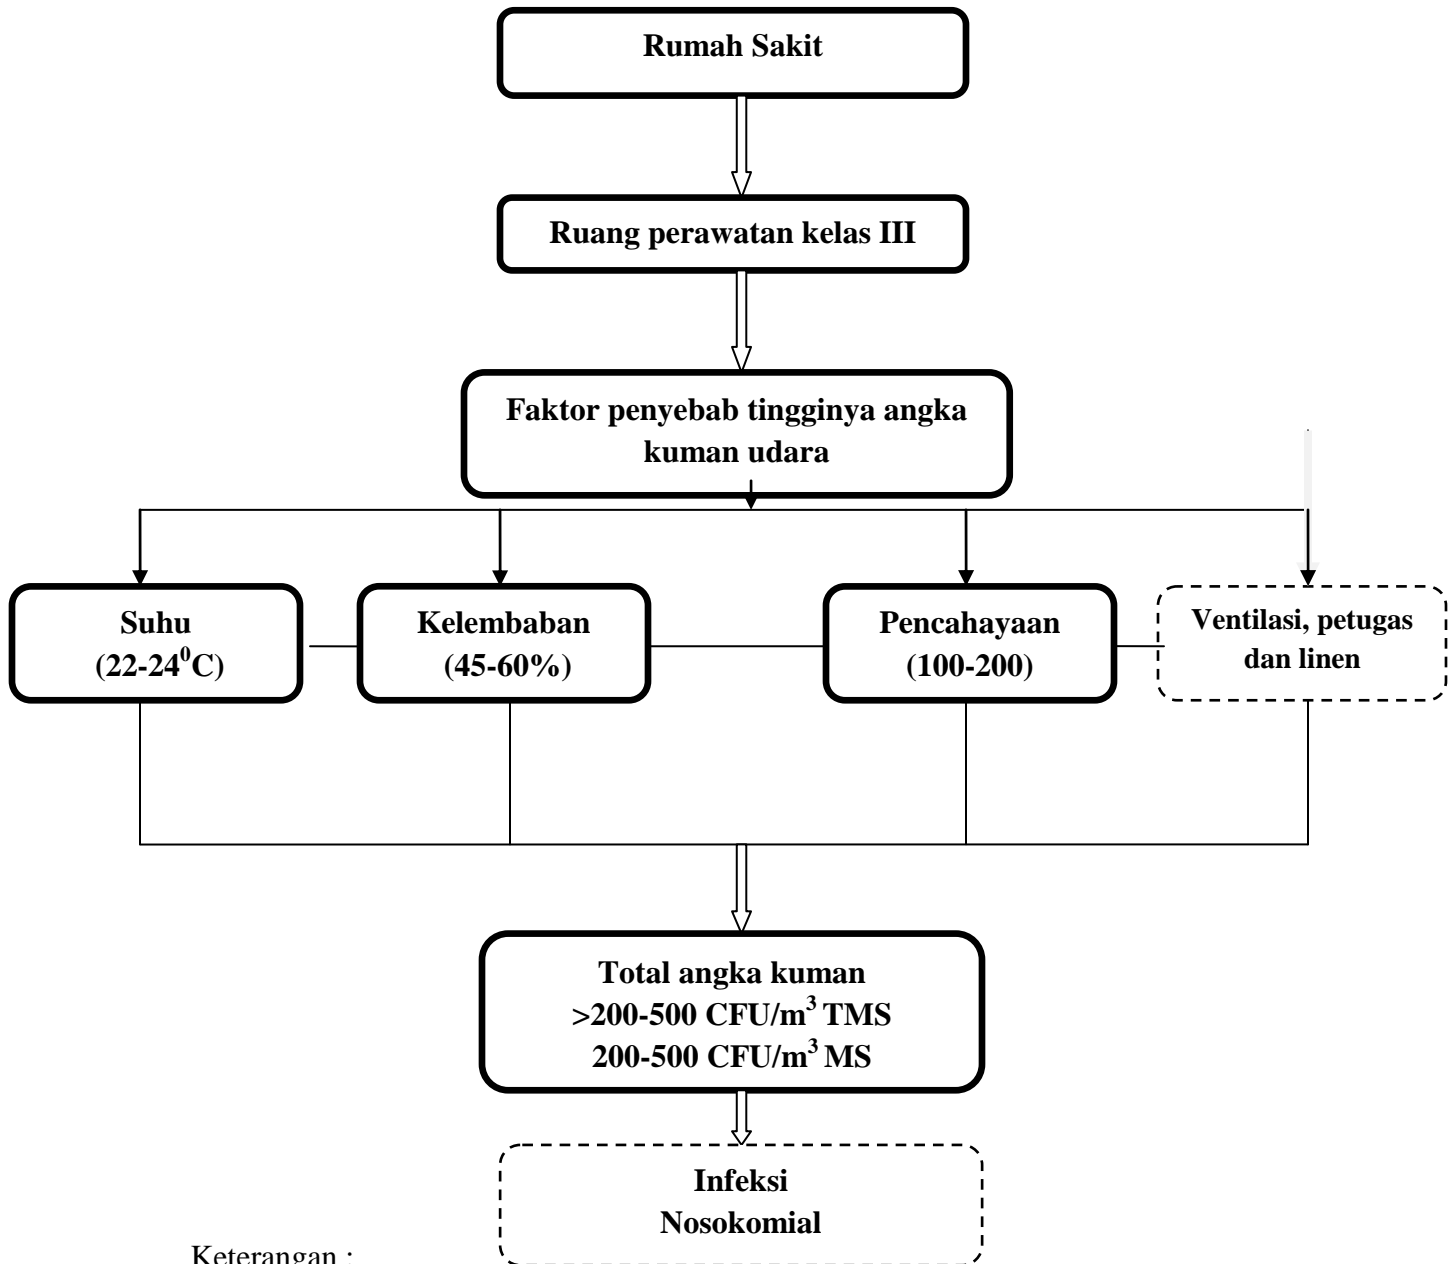 Rumah Sakit
Ruang perawatan kelas III
Faktor penyebab tingginya angka
kuman udara
Suhu
(22-24⁰C)
Kelembaban
(45-60%)
Pencahayaan
(100-200)
Ventilasi, petugas
dan linen
Total angka kuman
>200-500 CFU/m³ TMS
200-500 CFU/m³ MS
Infeksi
Nosokomial
Keterangan :